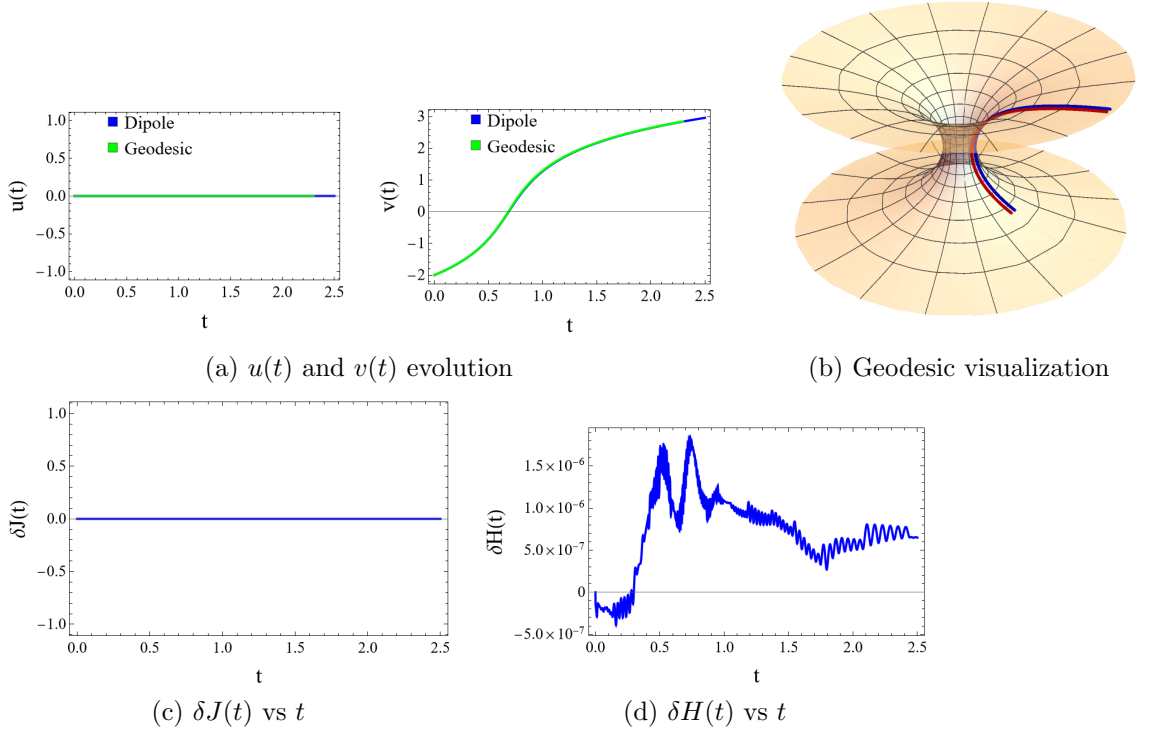 Dipole
Geodesic
u(t)
1.0
0.5
0.0
−0.5
−1.0
0.0 0.5 1.0 1.5 2.0 2.5
t
Dipole
Geodesic
v(t)
3
2
1
0
−1
−2
0.0 0.5 1.0 1.5 2.0 2.5
t
(a) u(t) and v(t) evolution
(b) Geodesic visualization
δJ(t)
1.0
0.5
0.0
−0.5
−1.0
0.0 0.5 1.0 1.5 2.0 2.5
t
(c) δJ(t) vs t
δH(t)
1.5×10⁻⁶
1.0×10⁻⁶
5.0×10⁻⁷
0
−5.0×10⁻⁷
0.0 0.5 1.0 1.5 2.0 2.5
t
(d) δH(t) vs t